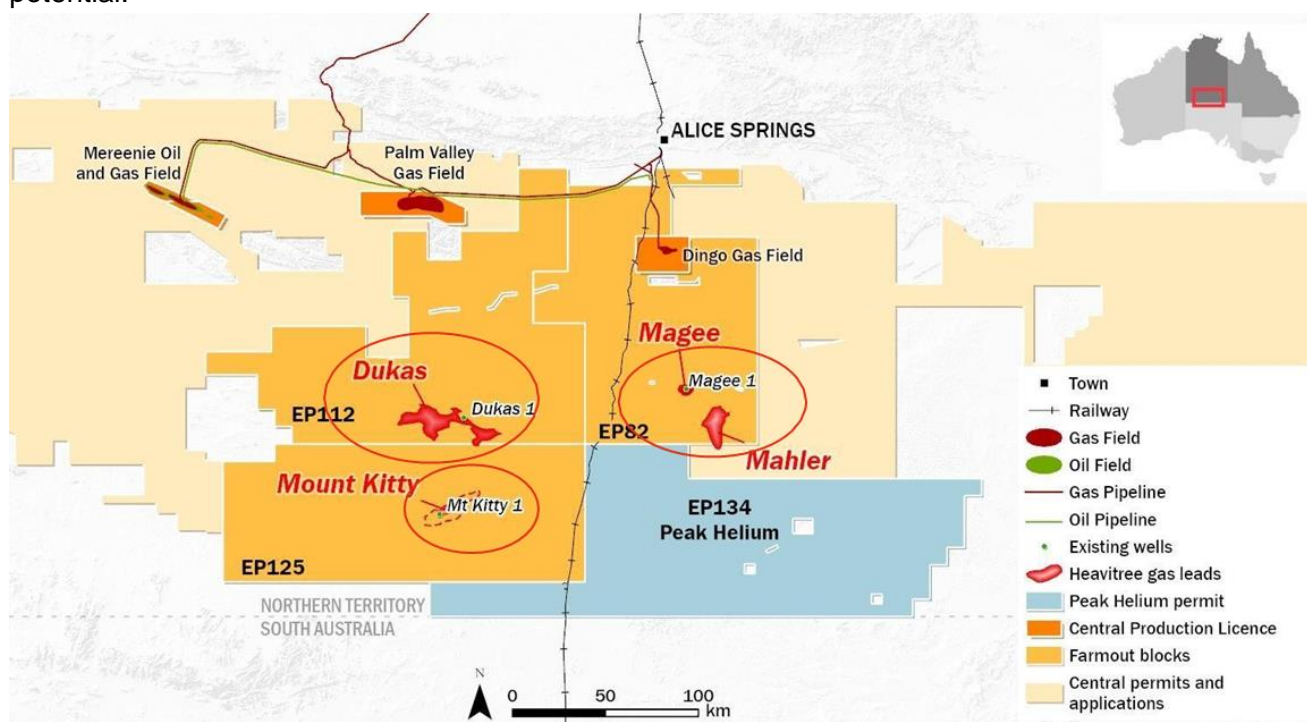 potential.
ALICE SPRINGS
Mereenie Oil
and Gas Field
Palm Valley
Gas Field
Dingo Gas Field
Magee
Magee 1
Dukas
Dukas 1
EP112
EP82
Mahler
Mount Kitty
Mt Kitty 1
EP134
Peak Helium
EP125
NORTHERN TERRITORY
SOUTH AUSTRALIA
N
0 50 100
km
Town
Railway
Gas Field
Oil Field
Gas Pipeline
Oil Pipeline
Existing wells
Heavitree gas leads
Peak Helium permit
Central Production Licence
Farmout blocks
Central permits and
applications